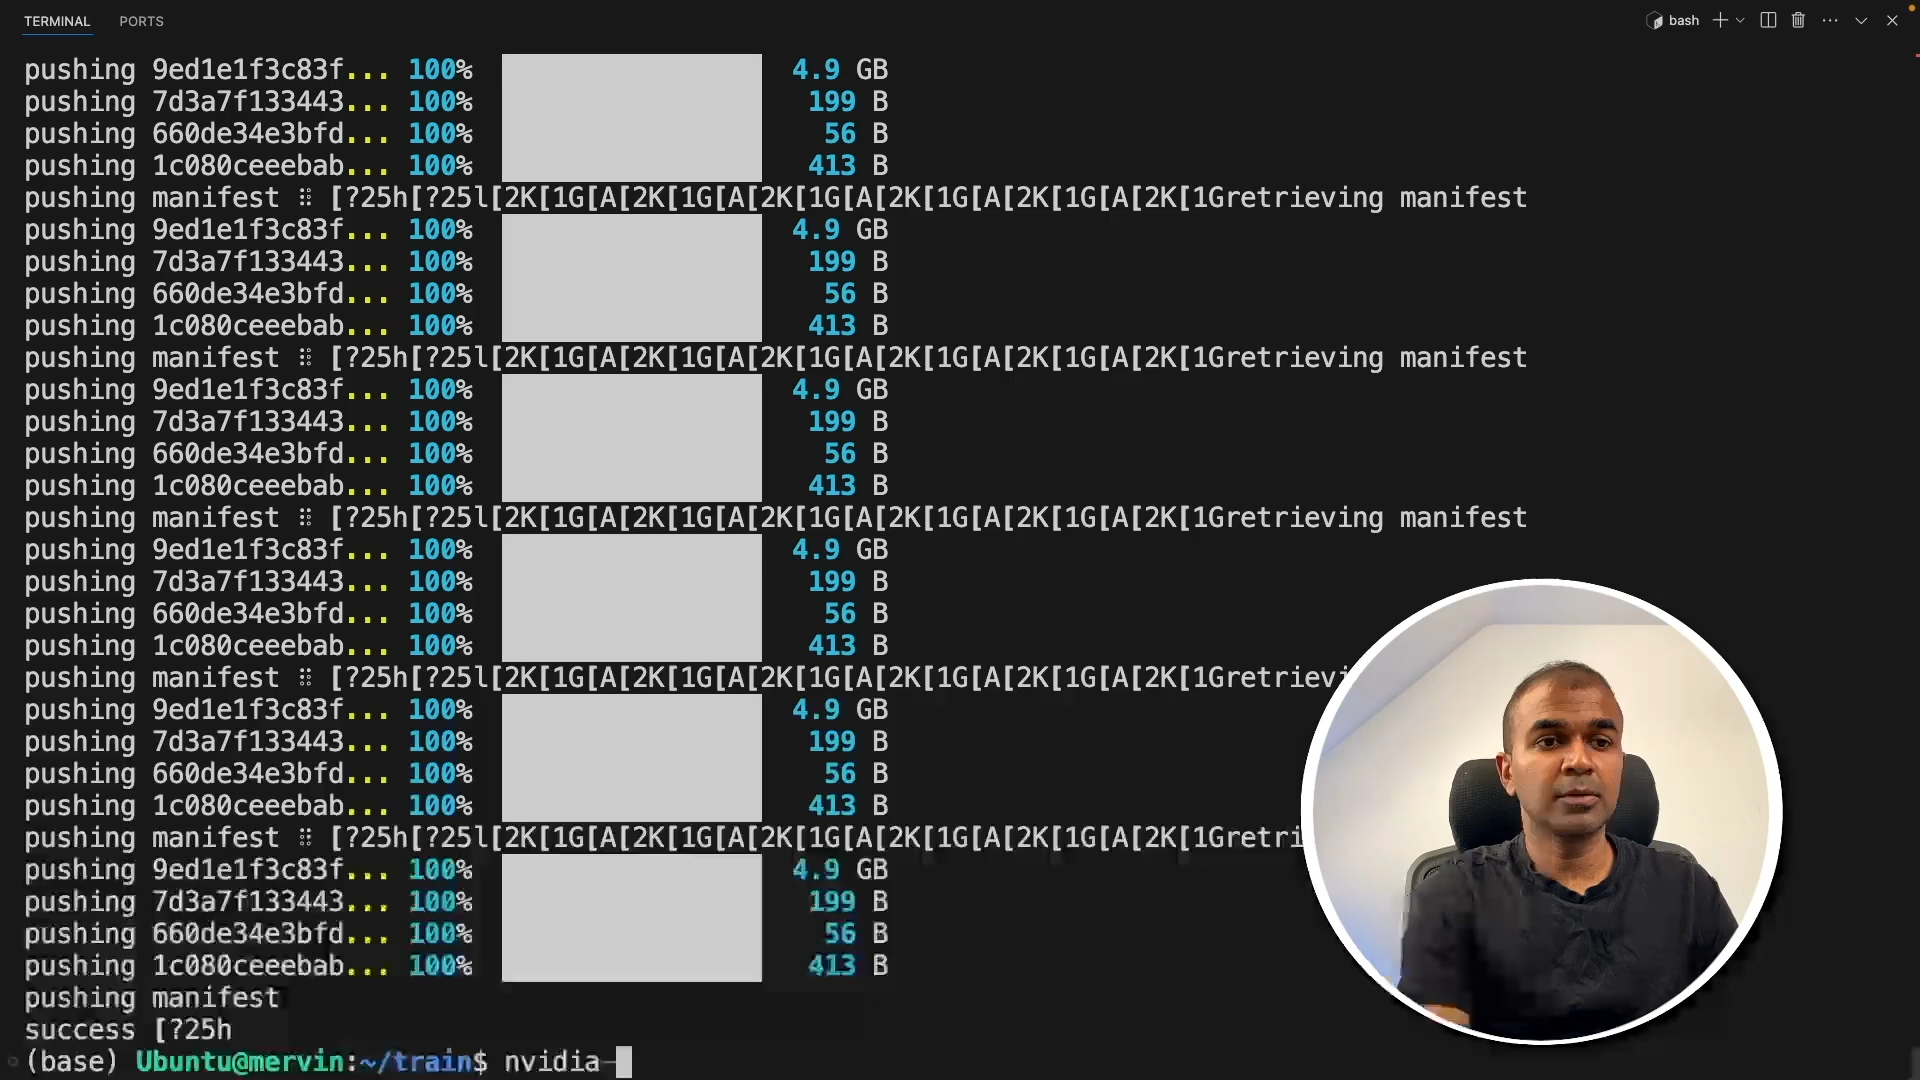 TERMINAL PORTS bash
pushing 9ed1e1f3c83f... 100% 4.9 GB
pushing 7d3a7f133443... 100% 199 B
pushing 660de34e3bfd... 100% 56 B
pushing 1c080ceeebab... 100% 413 B
pushing manifest ⠿ [?25h[?25l[2K[1G[A[2K[1G[A[2K[1G[A[2K[1G[A[2K[1G[A[2K[1Gretrieving manifest
pushing 9ed1e1f3c83f... 100% 4.9 GB
pushing 7d3a7f133443... 100% 199 B
pushing 660de34e3bfd... 100% 56 B
pushing 1c080ceeebab... 100% 413 B
pushing manifest ⠿ [?25h[?25l[2K[1G[A[2K[1G[A[2K[1G[A[2K[1G[A[2K[1G[A[2K[1Gretrieving manifest
pushing 9ed1e1f3c83f... 100% 4.9 GB
pushing 7d3a7f133443... 100% 199 B
pushing 660de34e3bfd... 100% 56 B
pushing 1c080ceeebab... 100% 413 B
pushing manifest ⠿ [?25h[?25l[2K[1G[A[2K[1G[A[2K[1G[A[2K[1G[A[2K[1G[A[2K[1Gretrieving manifest
pushing 9ed1e1f3c83f... 100% 4.9 GB
pushing 7d3a7f133443... 100% 199 B
pushing 660de34e3bfd... 100% 56 B
pushing 1c080ceeebab... 100% 413 B
pushing manifest ⠿ [?25h[?25l[2K[1G[A[2K[1G[A[2K[1G[A[2K[1G[A[2K[1G[A[2K[1Gretrievi
pushing 9ed1e1f3c83f... 100% 4.9 GB
pushing 7d3a7f133443... 100% 199 B
pushing 660de34e3bfd... 100% 56 B
pushing 1c080ceeebab... 100% 413 B
pushing manifest ⠿ [?25h[?25l[2K[1G[A[2K[1G[A[2K[1G[A[2K[1G[A[2K[1G[A[2K[1Gretri
pushing 9ed1e1f3c83f... 100% 4.9 GB
pushing 7d3a7f133443... 100% 199 B
pushing 660de34e3bfd... 100% 56 B
pushing 1c080ceeebab... 100% 413 B
pushing manifest
success [?25h
(base) Ubuntu@mervin:~/train$ nvidia-